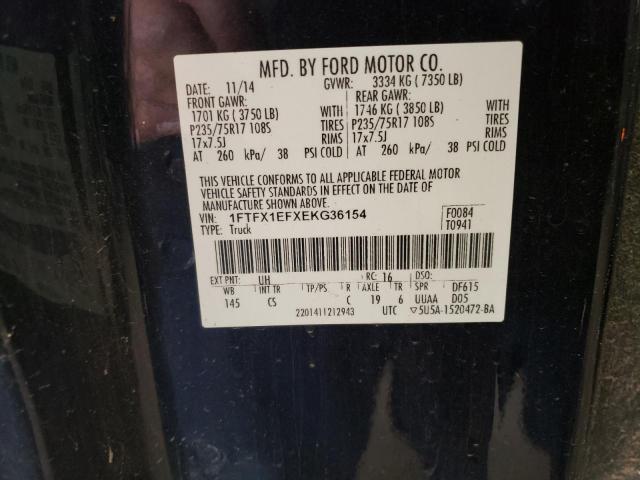 MFD. BY FORD MOTOR CO.
DATE: 11/14 GVWR: 3334 KG ( 7350 LB)
FRONT GAWR: REAR GAWR:
1701 KG ( 3750 LB) 1746 KG ( 3850 LB)
P235/75R17 108S TIRES P235/75R17 108S TIRES
17x7.5J RIMS 17x7.5J RIMS
AT 260 kPa/ 38 PSI COLD AT 260 kPa/ 38 PSI COLD
THIS VEHICLE CONFORMS TO ALL APPLICABLE FEDERAL MOTOR
VEHICLE SAFETY STANDARDS IN EFFECT ON THE DATE OF
MANUFACTURE SHOWN ABOVE.
VIN: 1FTFX1EFXEKG36154 F0084
TYPE: Truck T0941
EXT PNT: UH RC: 16 DSO:
WB INT TR TP/PS R AXLE TR SPR DF615
145 CS C 19 6 UUAA D05
2201411212943 UTC ▽5U5A-1520472-BA